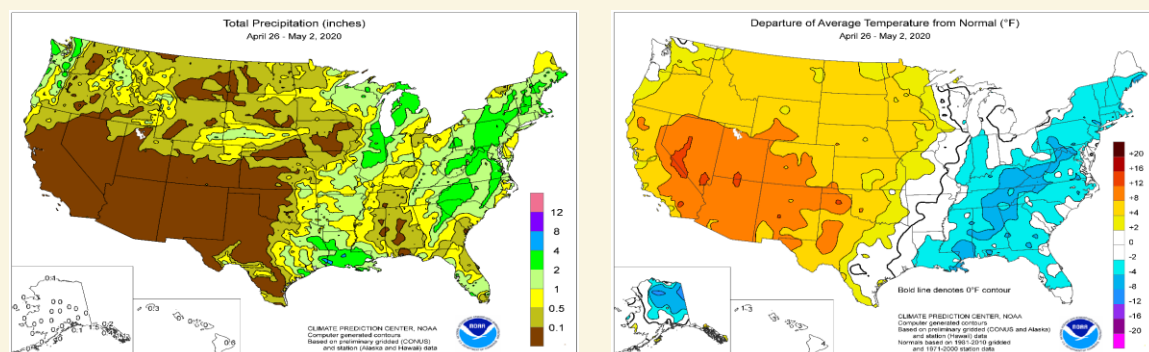 Total Precipitation (inches)
April 26 - May 2, 2020
12
8
4
2
1
0.5
0.1
CLIMATE PREDICTION CENTER, NOAA
Computer generated contours
Based on preliminary gridded (CONUS)
and station (Alaska and Hawaii) data
NOAA
Departure of Average Temperature from Normal (°F)
April 26 - May 2, 2020
+20
+16
+12
+8
+4
+2
0
-2
-4
-8
-12
-16
-20
Bold line denotes 0°F contour
CLIMATE PREDICTION CENTER, NOAA
Computer generated contours
Based on preliminary gridded (CONUS and Alaska)
and station (Hawaii) data
Normals based on 1981-2010 gridded
and 1971-2000 station data
NOAA